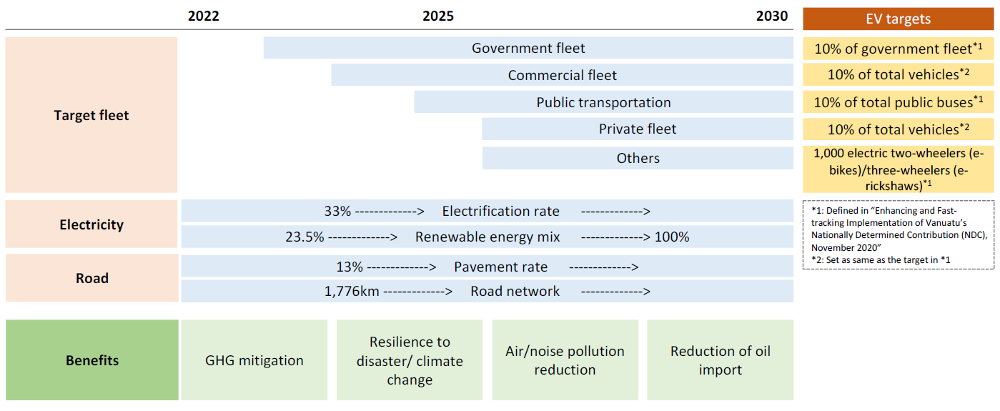 2022
2025
2030
EV targets
Target fleet
Government fleet
10% of government fleet*1
Commercial fleet
10% of total vehicles*2
Public transportation
10% of total public buses*1
Private fleet
10% of total vehicles*2
Others
1,000 electric two-wheelers (e-
bikes)/three-wheelers (e-
rickshaws)*1
Electricity
33% -------------> Electrification rate ------------->
23.5% -------------> Renewable energy mix -------------> 100%
*1: Defined in “Enhancing and Fast-
tracking Implementation of Vanuatu’s
Nationally Determined Contribution (NDC),
November 2020”
*2: Set as same as the target in *1
Road
13% -------------> Pavement rate ------------->
1,776km -------------> Road network ------------->
Benefits
GHG mitigation
Resilience to
disaster/ climate
change
Air/noise pollution
reduction
Reduction of oil
import